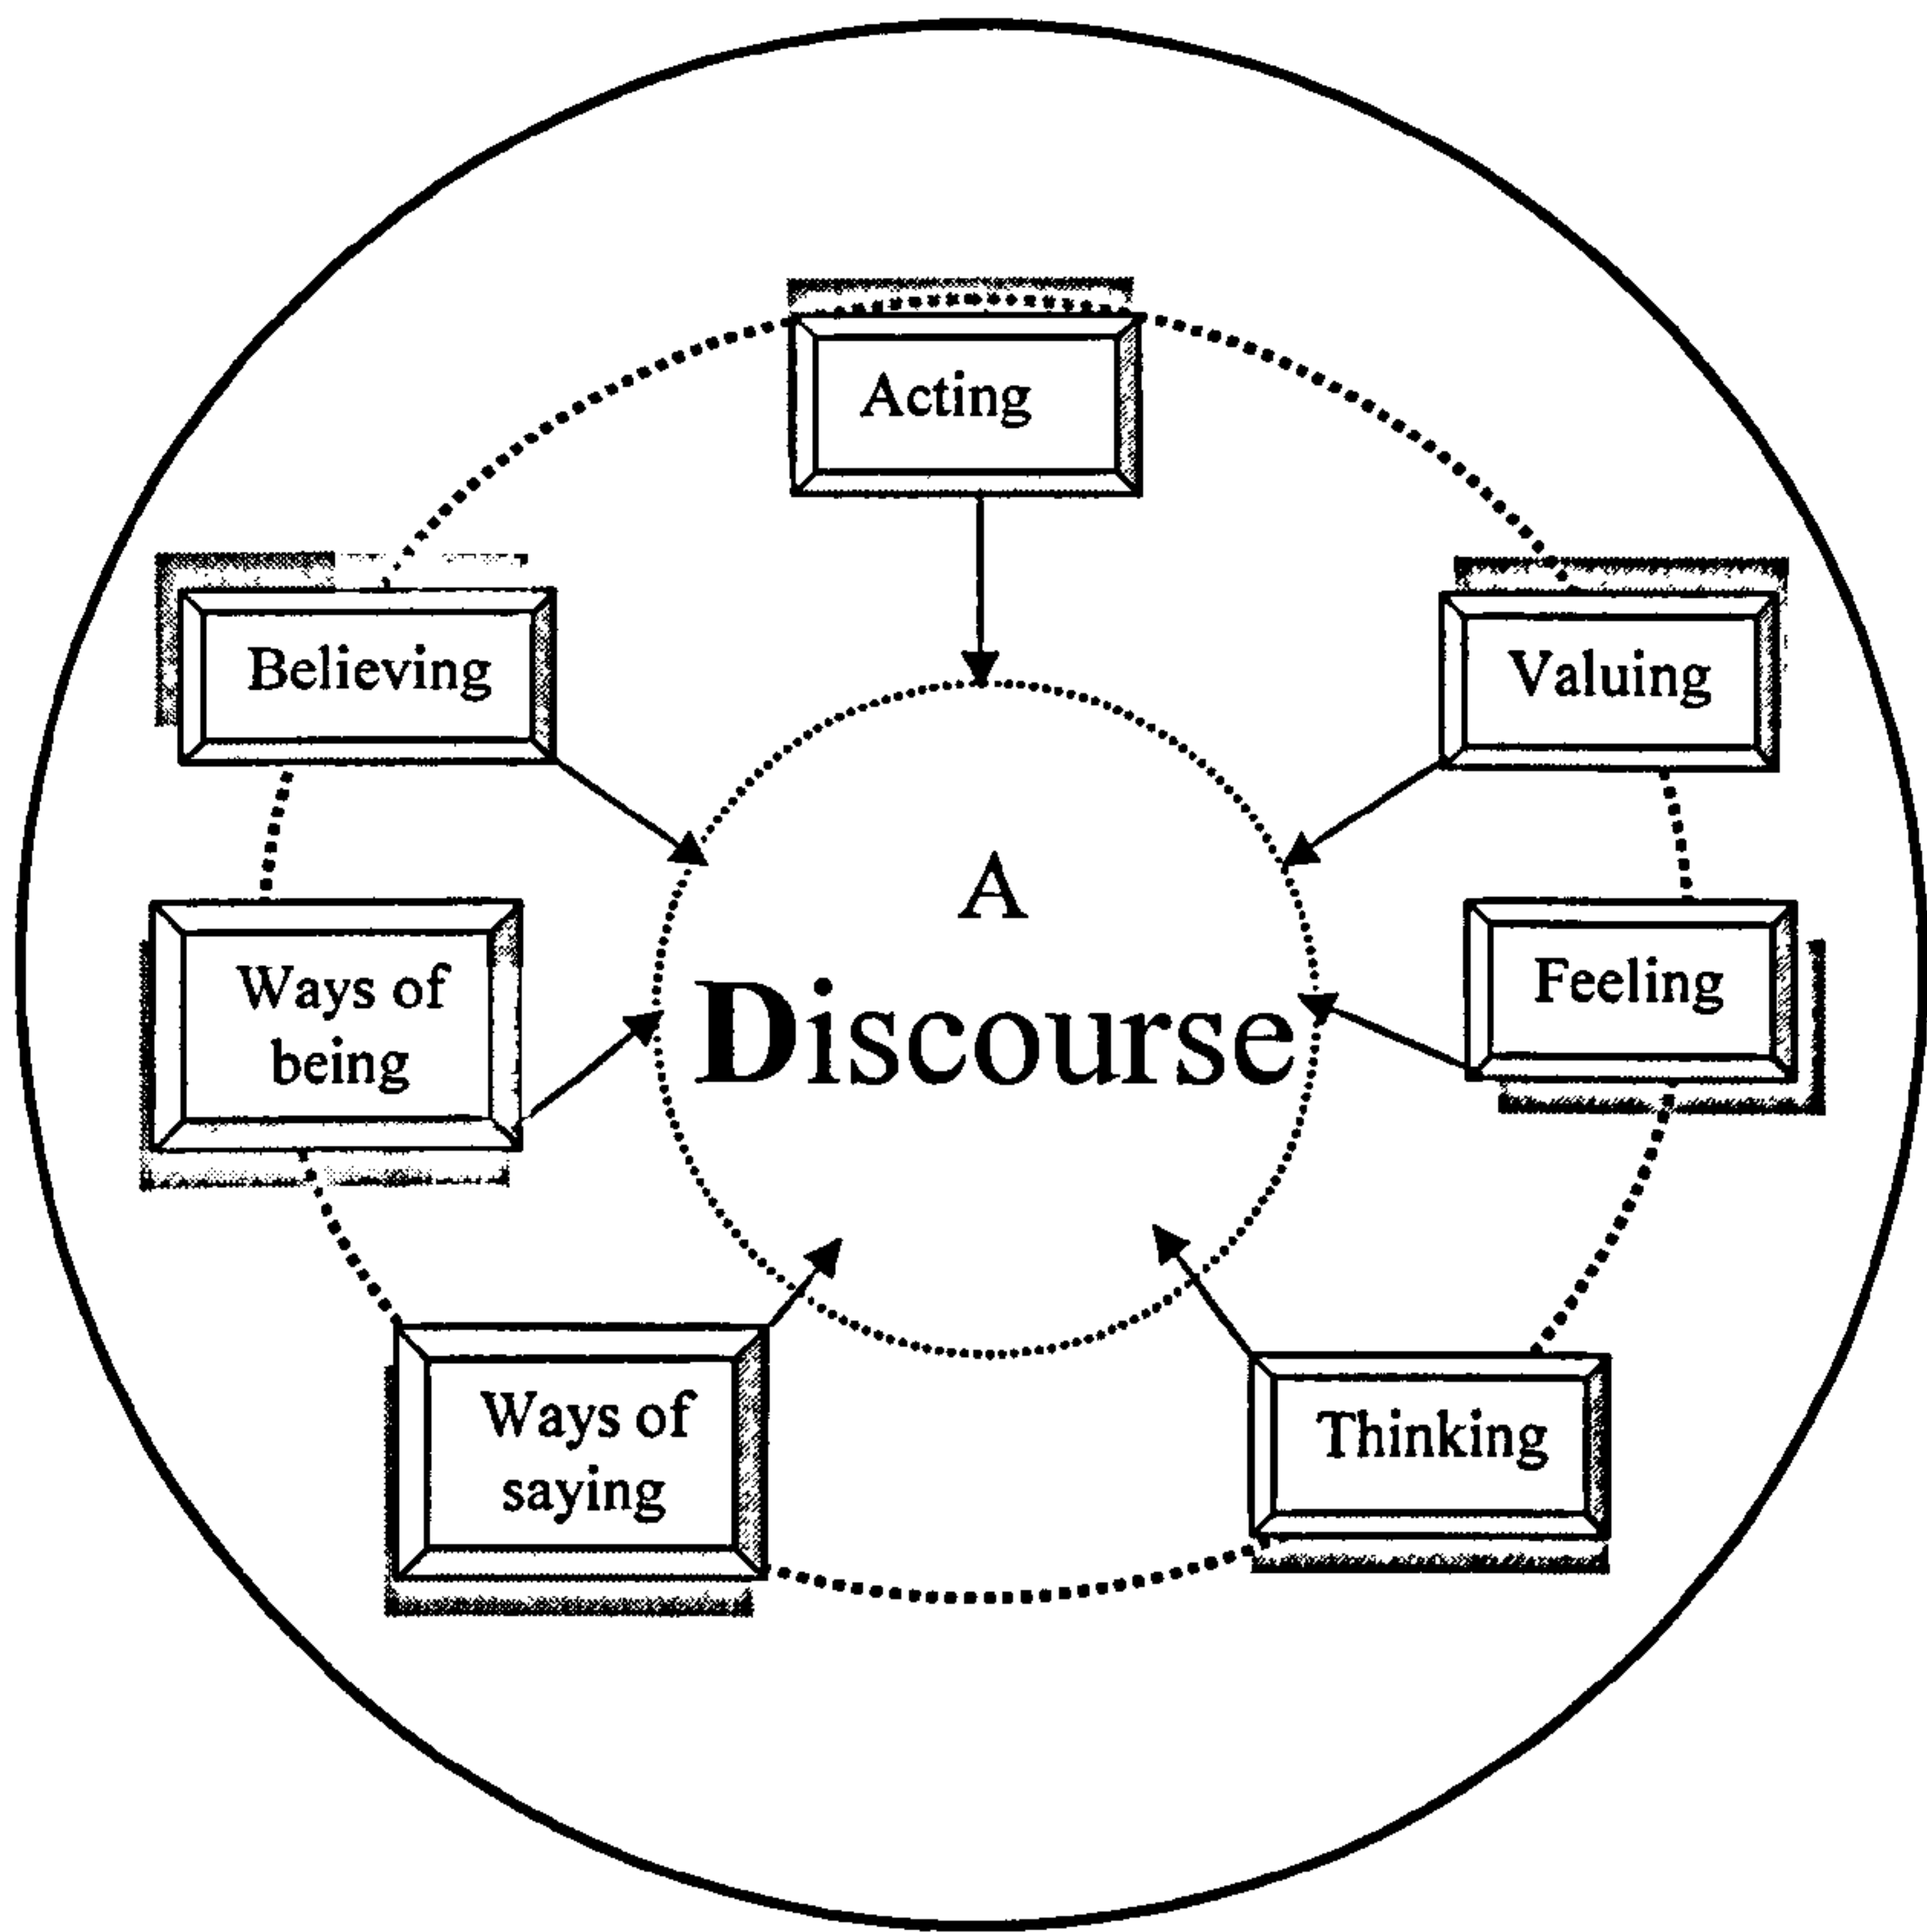 Acting
Believing
Valuing
A
Discourse
Ways of
being
Feeling
Ways of
saying
Thinking